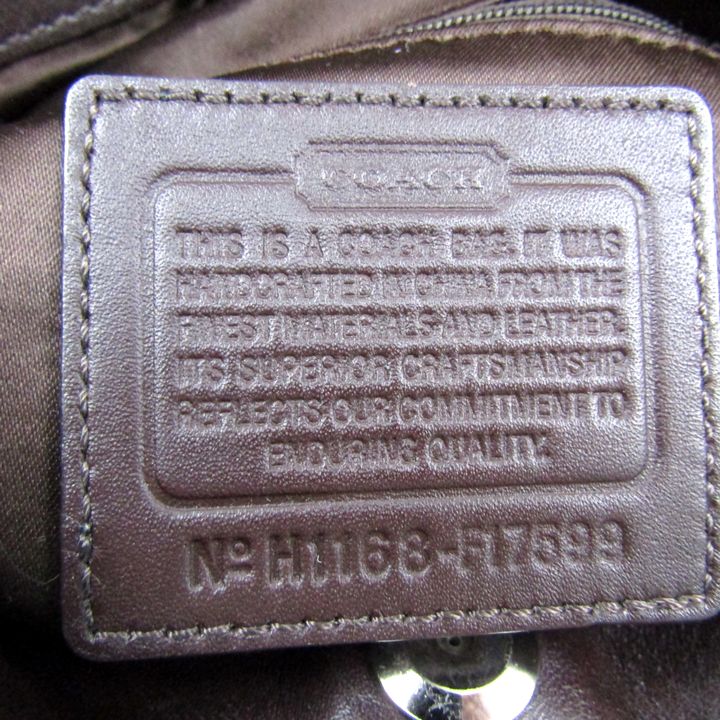 COACH
THIS IS A COACH BAG. IT WAS
HANDCRAFTED IN CHINA FROM THE
FINEST MATERIALS AND LEATHER.
ITS SUPERIOR CRAFTSMANSHIP
REFLECTS OUR COMMITMENT TO
ENDURING QUALITY.
No H1168-F17599